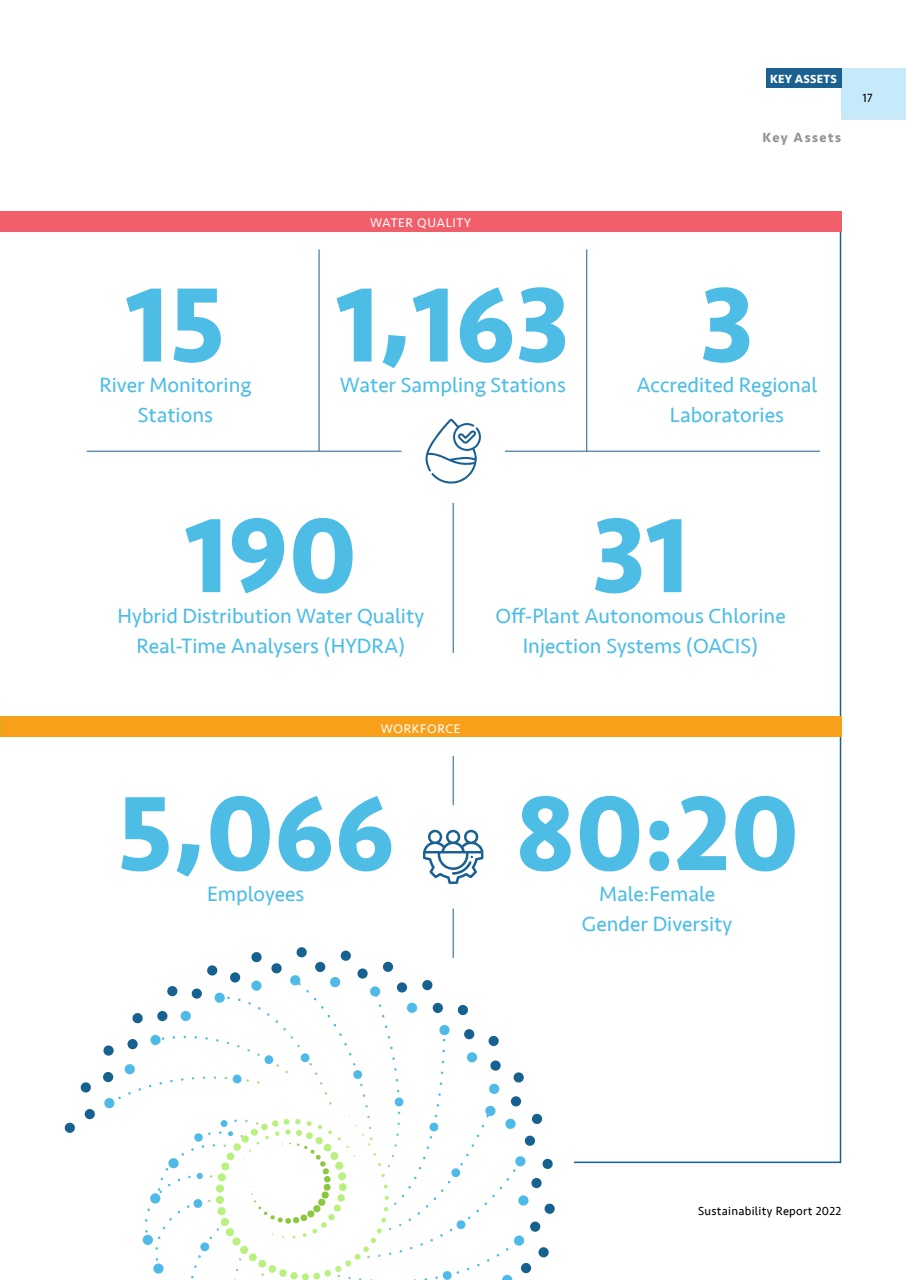 KEY ASSETS
17
Key Assets
WATER QUALITY
15
River Monitoring
Stations
1,163
Water Sampling Stations
3
Accredited Regional
Laboratories
190
Hybrid Distribution Water Quality
Real-Time Analysers (HYDRA)
31
Off-Plant Autonomous Chlorine
Injection Systems (OACIS)
WORKFORCE
5,066
Employees
80:20
Male:Female
Gender Diversity
Sustainability Report 2022